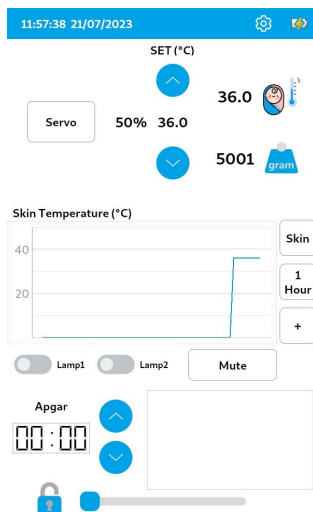 11:57:38 21/07/2023
SET (°C)
36.0
Servo
50% 36.0
5001
gram
Skin Temperature (°C)
40
20
Skin
1
Hour
+
Lamp1
Lamp2
Mute
Apgar
00:00